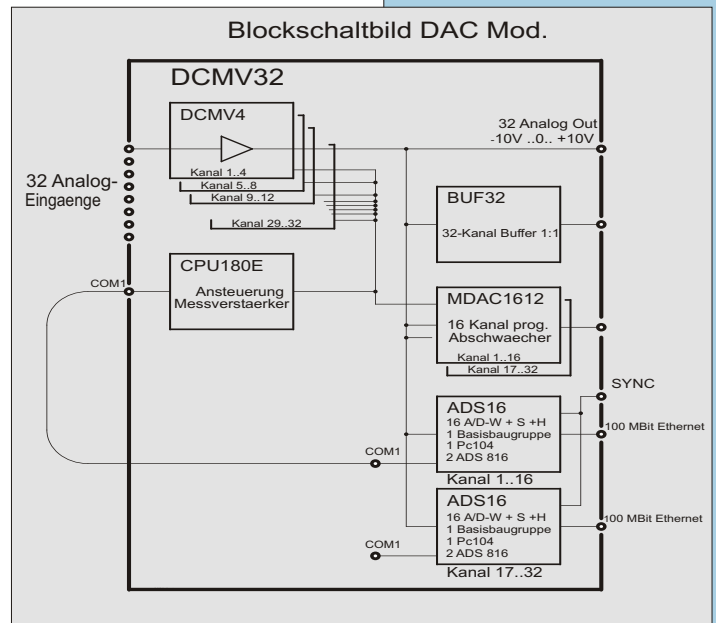 Blockschaltbild DAC Mod.
DCMV32
DCMV4
Kanal 1..4
Kanal 5..8
Kanal 9..12
Kanal 29..32
32 Analog-
Eingaenge
32 Analog Out
-10V ..0.. +10V
BUF32
32-Kanal Buffer 1:1
COM1
CPU180E
Ansteuerung
Messverstaerker
MDAC1612
16 Kanal prog.
Abschwaecher
Kanal 1..16
Kanal 17..32
SYNC
ADS16
16 A/D-W + S +H
1 Basisbaugruppe
1 Pc104
2 ADS 816
Kanal 1..16
100 MBit Ethernet
COM1
ADS16
16 A/D-W + S +H
1 Basisbaugruppe
1 Pc104
2 ADS 816
Kanal 17..32
100 MBit Ethernet
COM1